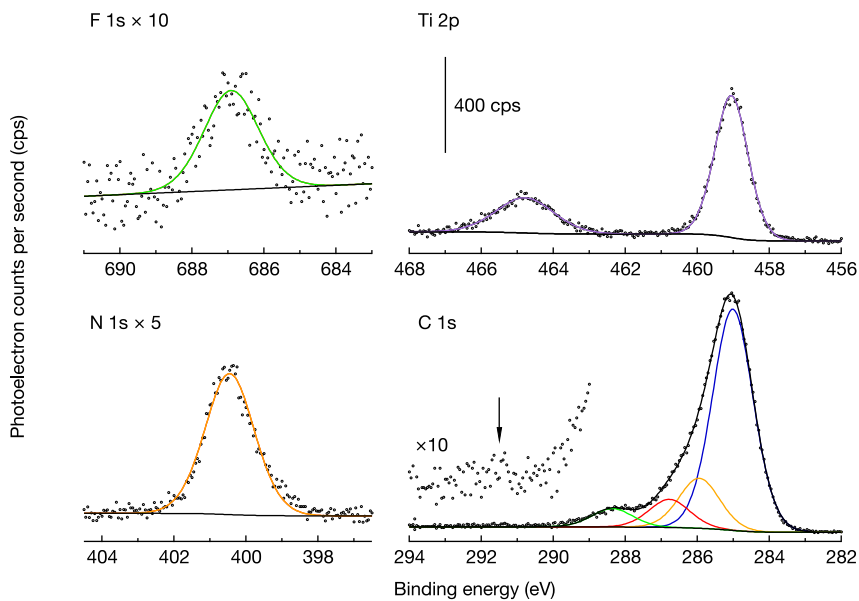 F 1s × 10
Ti 2p
400 cps
690 688 686 684
468 466 464 462 460 458 456
N 1s × 5
C 1s
×10
404 402 400 398
294 292 290 288 286 284 282
Photoelectron counts per second (cps)
Binding energy (eV)